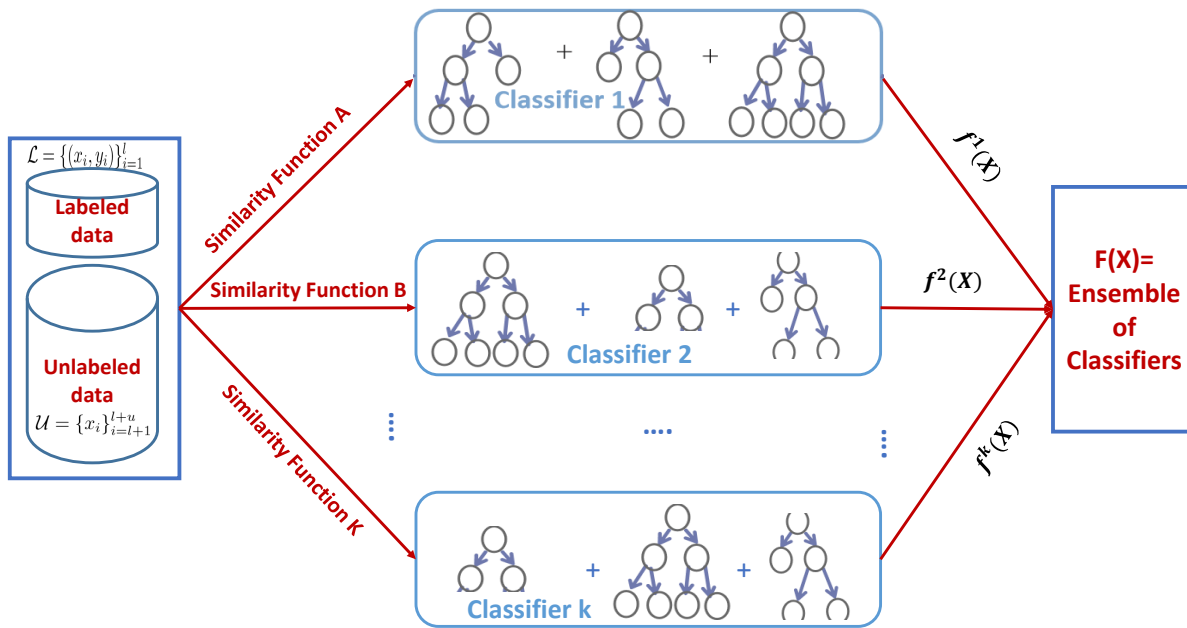 $\mathcal{L} = \{(x_i, y_i)\}_{i=1}^{l}$
Labeled
data
Unlabeled
data
$\mathcal{U} = \{x_i\}_{i=l+1}^{l+u}$
Similarity Function A
Similarity Function B
Similarity Function K
+ +
Classifier 1
+ +
Classifier 2
....
+ +
Classifier k
$f^1(X)$
$f^2(X)$
$f^k(X)$
F(X)=
Ensemble
of
Classifiers